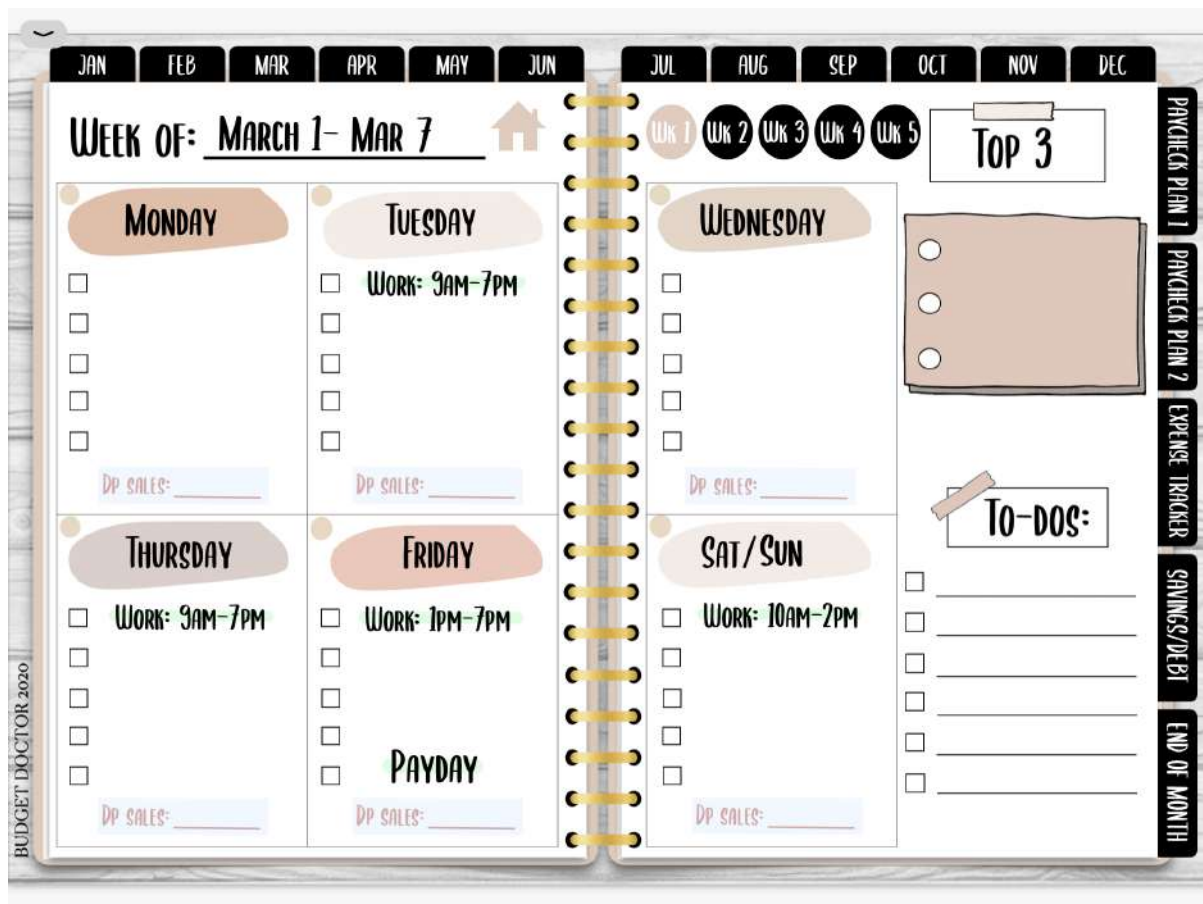 JAN FEB MAR APR MAY JUN JUL AUG SEP OCT NOV DEC
WEEK OF: MARCH 1- MAR 7
WK 1 WK 2 WK 3 WK 4 WK 5
TOP 3
MONDAY
DP SALES:
TUESDAY
WORK: 9AM-7PM
DP SALES:
WEDNESDAY
DP SALES:
THURSDAY
WORK: 9AM-7PM
DP SALES:
FRIDAY
WORK: 1PM-7PM
PAYDAY
DP SALES:
SAT/SUN
WORK: 10AM-2PM
DP SALES:
TO-DOS:
PAYCHECK PLAN 1
PAYCHECK PLAN 2
EXPENSE TRACKER
SAVINGS/DEBT
END OF MONTH
BUDGET DOCTOR 2020